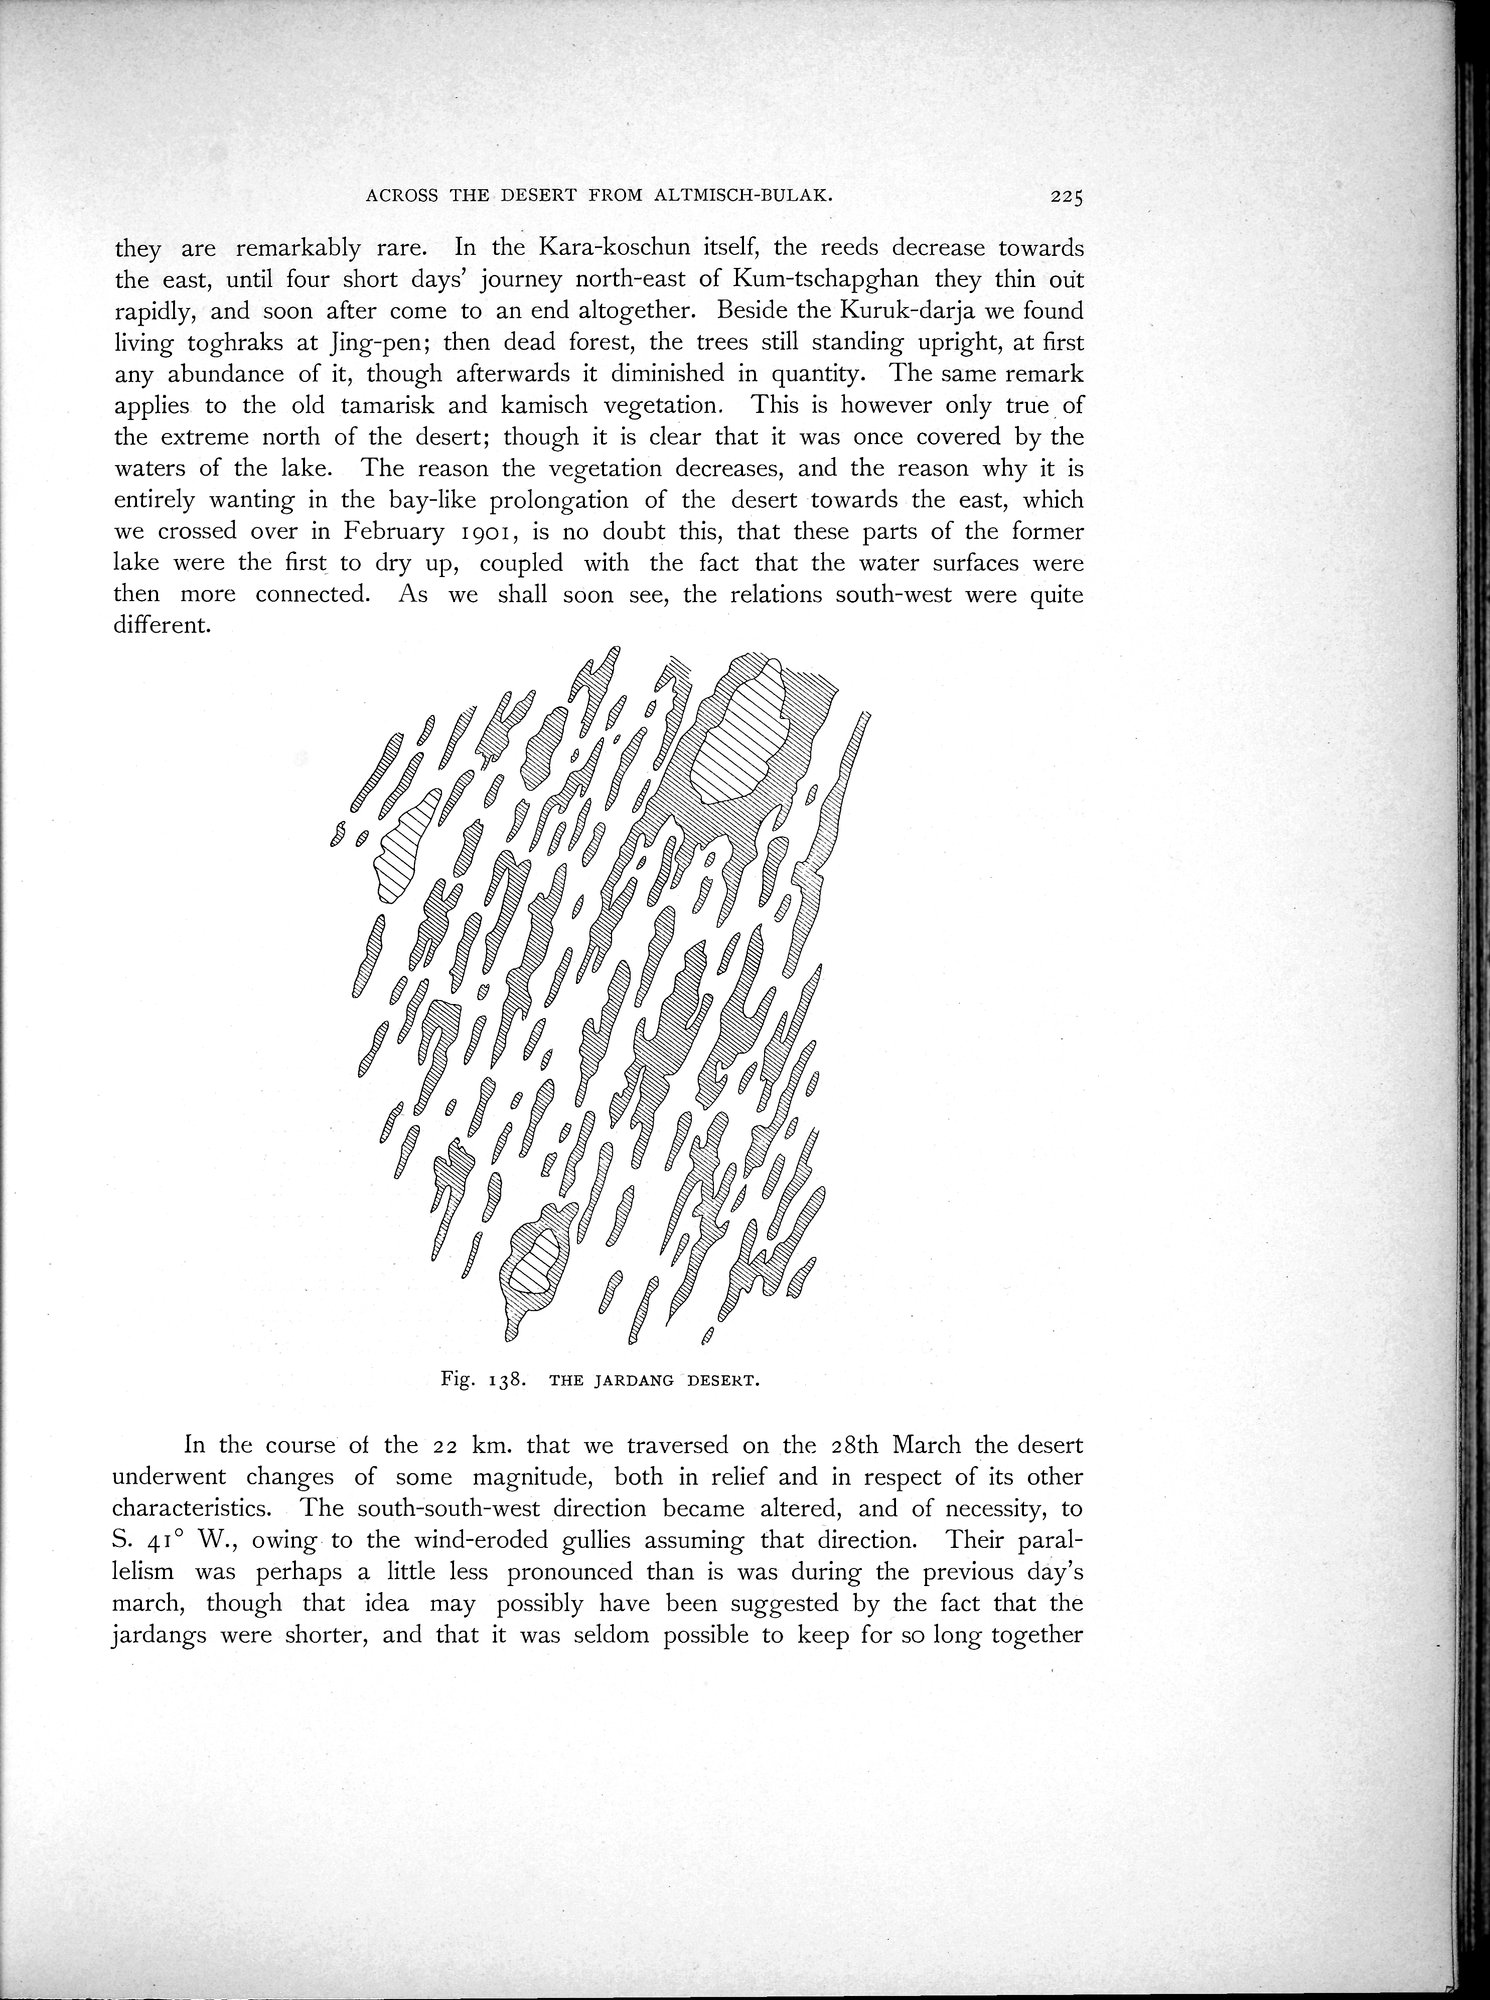 ACROSS THE DESERT FROM ALTMISCH-BULAK. 225
they are remarkably rare. In the Kara-koschun itself, the reeds decrease towards
the east, until four short days' journey north-east of Kum-tschapghan they thin out
rapidly, and soon after come to an end altogether. Beside the Kuruk-darja we found
living toghraks at Jing-pen; then dead forest, the trees still standing upright, at first
any abundance of it, though afterwards it diminished in quantity. The same remark
applies to the old tamarisk and kamisch vegetation. This is however only true of
the extreme north of the desert; though it is clear that it was once covered by the
waters of the lake. The reason the vegetation decreases, and the reason why it is
entirely wanting in the bay-like prolongation of the desert towards the east, which
we crossed over in February 1901, is no doubt this, that these parts of the former
lake were the first to dry up, coupled with the fact that the water surfaces were
then more connected. As we shall soon see, the relations south-west were quite
different.
Fig. 138. THE JARDANG DESERT.
In the course of the 22 km. that we traversed on the 28th March the desert
underwent changes of some magnitude, both in relief and in respect of its other
characteristics. The south-south-west direction became altered, and of necessity, to
S. 41° W., owing to the wind-eroded gullies assuming that direction. Their paral-
lelism was perhaps a little less pronounced than is was during the previous day's
march, though that idea may possibly have been suggested by the fact that the
jardangs were shorter, and that it was seldom possible to keep for so long together